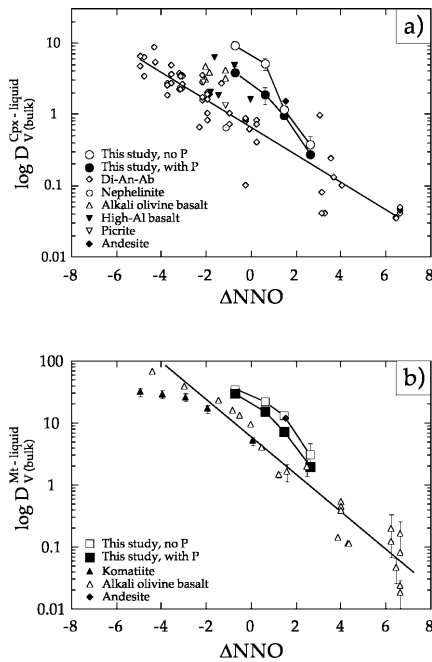 a)
log D V (bulk) Cpx - liquid
10
1
0.1
0.01
This study, no P
This study, with P
Di-An-Ab
Nephelinite
Alkali olivine basalt
High-Al basalt
Picrite
Andesite
-8 -6 -4 -2 0 2 4 6 8
ΔNNO
b)
log D V (bulk) Mt - liquid
100
10
1
0.1
0.01
This study, no P
This study, with P
Komatiite
Alkali olivine basalt
Andesite
-8 -6 -4 -2 0 2 4 6 8
ΔNNO